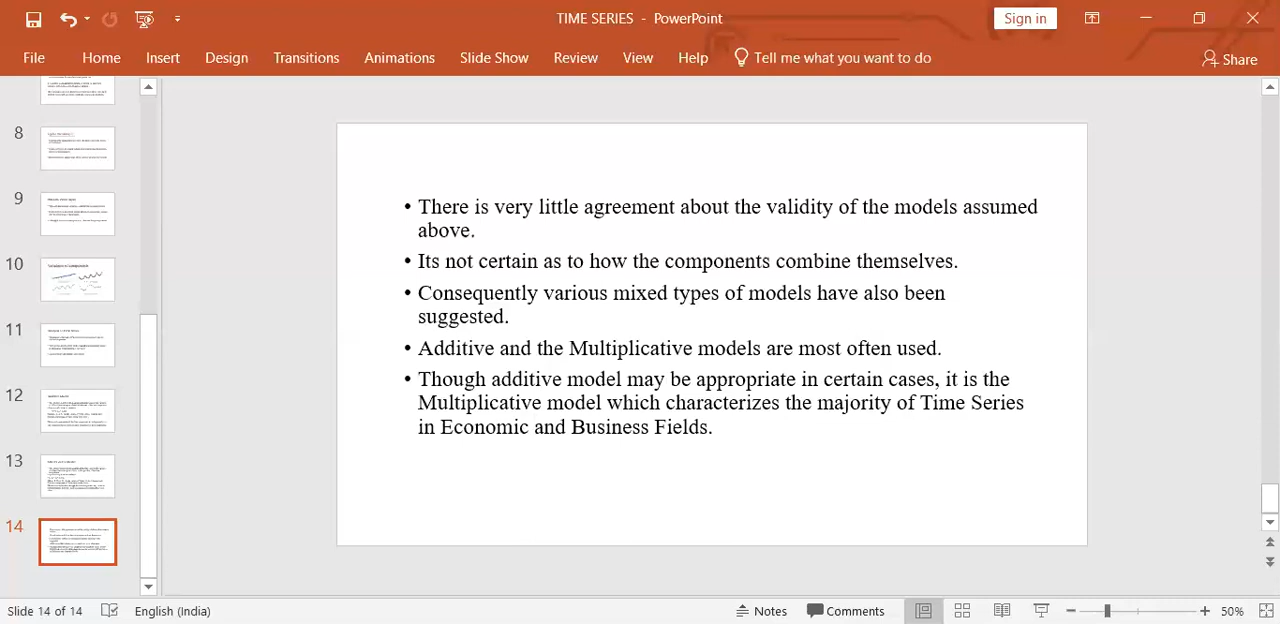 TIME SERIES - PowerPoint
Sign in
File Home Insert Design Transitions Animations Slide Show Review View Help Tell me what you want to do Share
8
9
10
11
12
13
14
• There is very little agreement about the validity of the models assumed
above.
• Its not certain as to how the components combine themselves.
• Consequently various mixed types of models have also been
suggested.
• Additive and the Multiplicative models are most often used.
• Though additive model may be appropriate in certain cases, it is the
Multiplicative model which characterizes the majority of Time Series
in Economic and Business Fields.
Slide 14 of 14 English (India) Notes Comments 50%